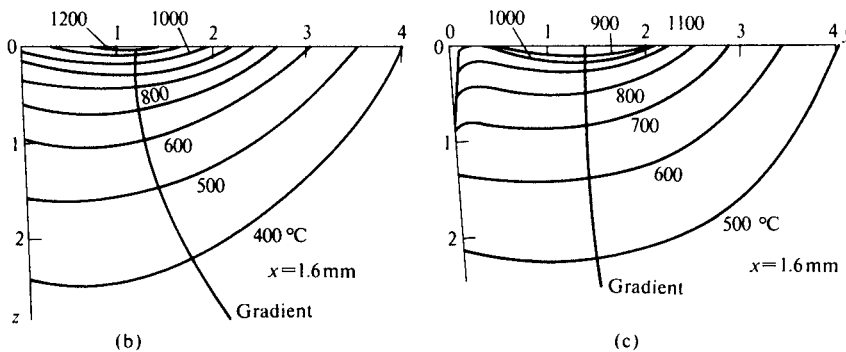 1200 1000
0 1 2 3 4
800
1
600
500
2
400 °C
x = 1.6 mm
z
Gradient
(b)
1000 900 1100
0 1 2 3 4
800
700
1
600
2
500 °C
x = 1.6 mm
Gradient
(c)